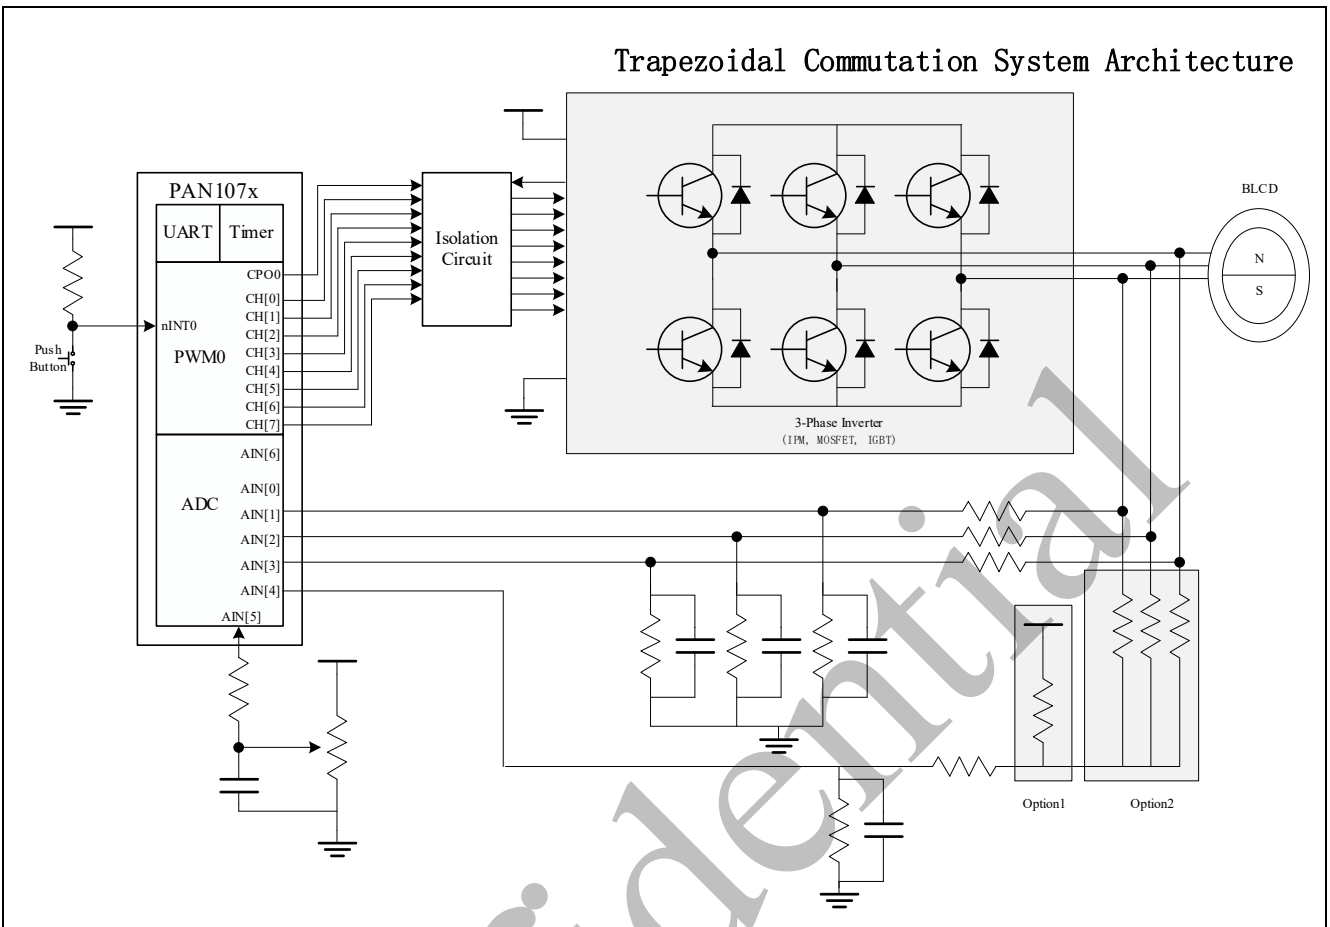 Trapezoidal Commutation System Architecture
PAN107x
UART
Timer
CPO0
CH[0]
CH[1]
nINT0
CH[2]
PWM0
CH[3]
CH[4]
CH[5]
CH[6]
CH[7]
AIN[6]
ADC
AIN[0]
AIN[1]
AIN[2]
AIN[3]
AIN[4]
AIN[5]
Push
Button
Isolation
Circuit
3-Phase Inverter
(IPM, MOSFET, IGBT)
BLCD
N
S
Option1
Option2
idential